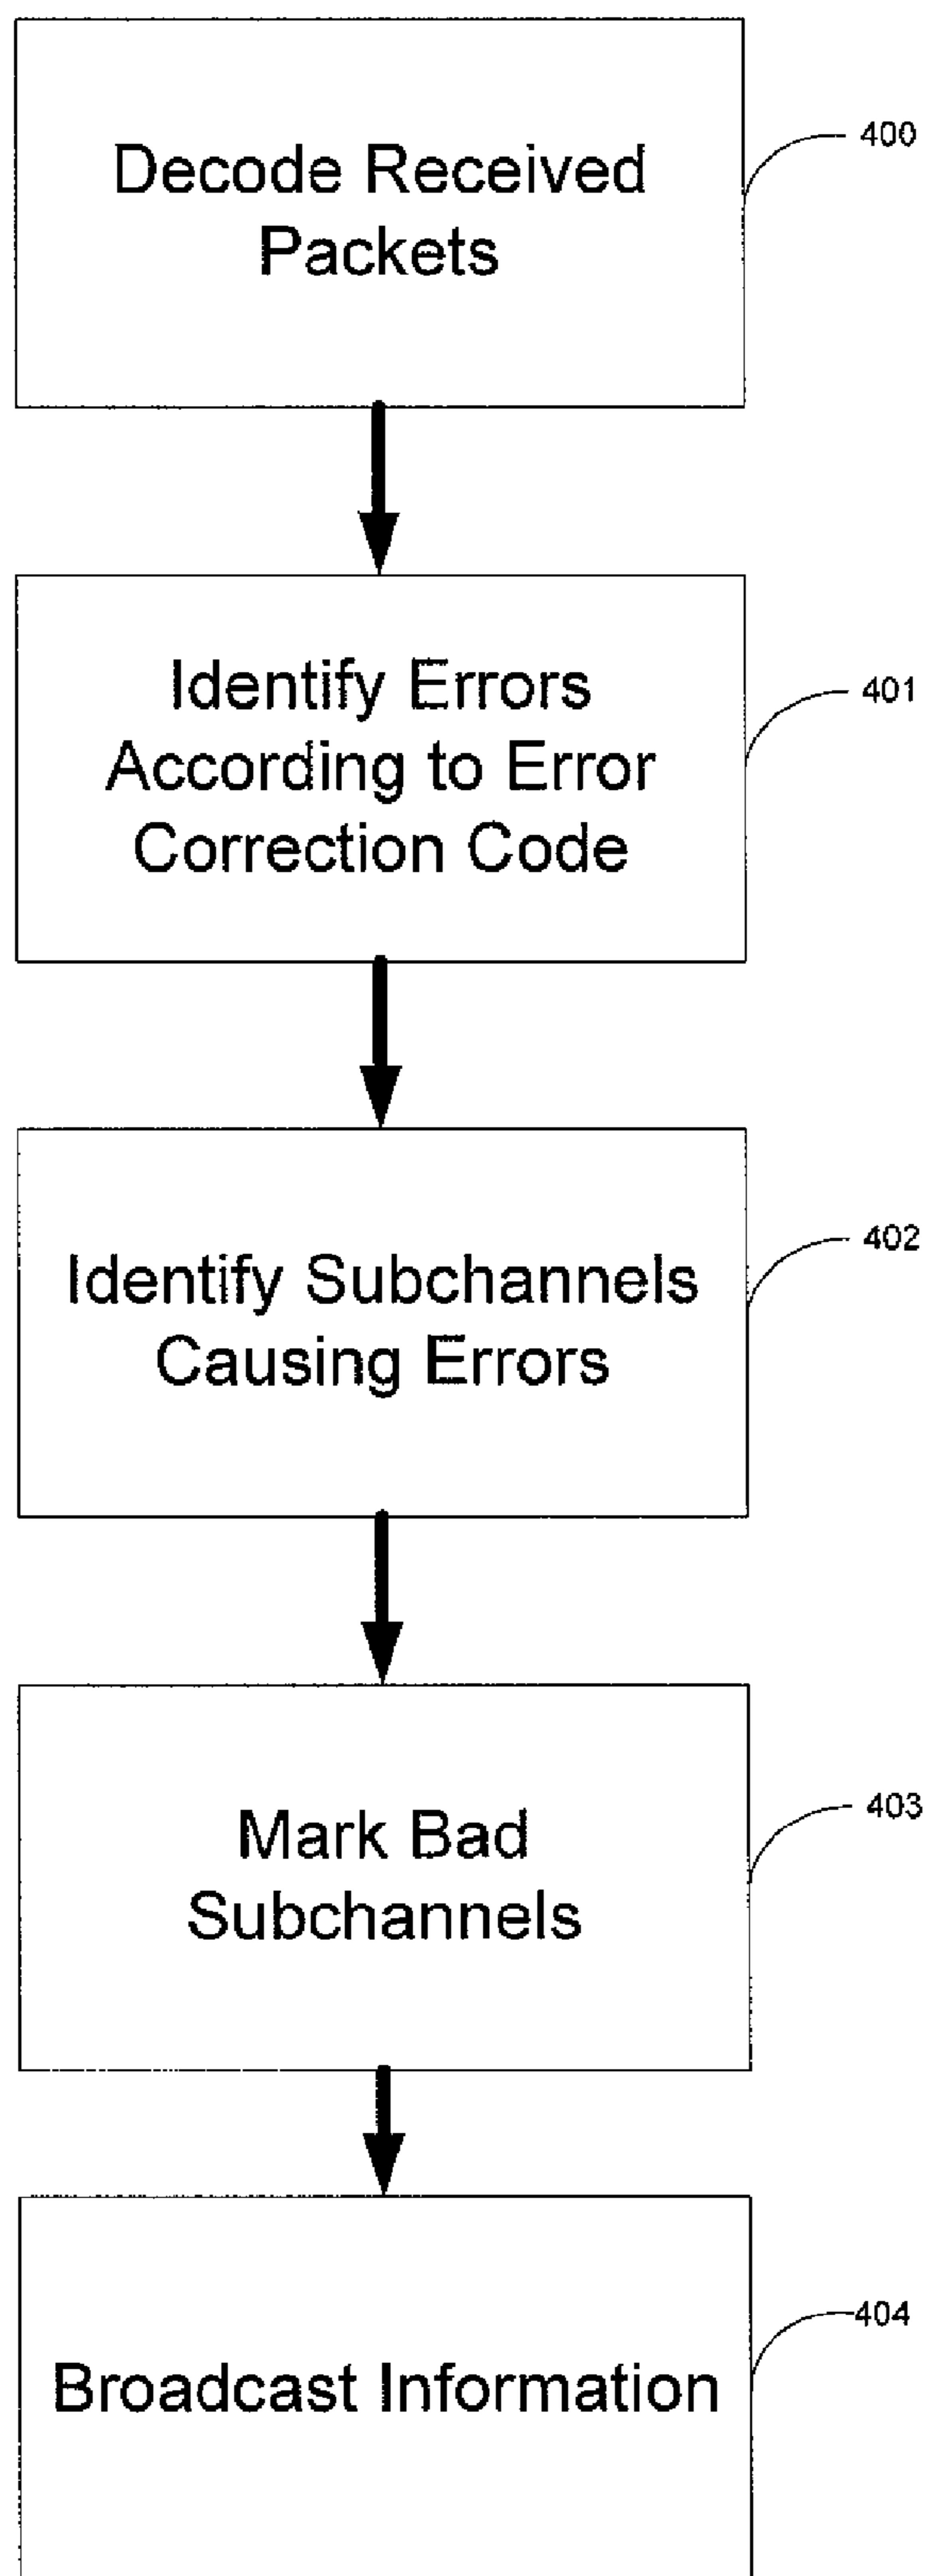 Decode Received
Packets
400
Identify Errors
According to Error
Correction Code
401
Identify Subchannels
Causing Errors
402
Mark Bad
Subchannels
403
Broadcast Information
404